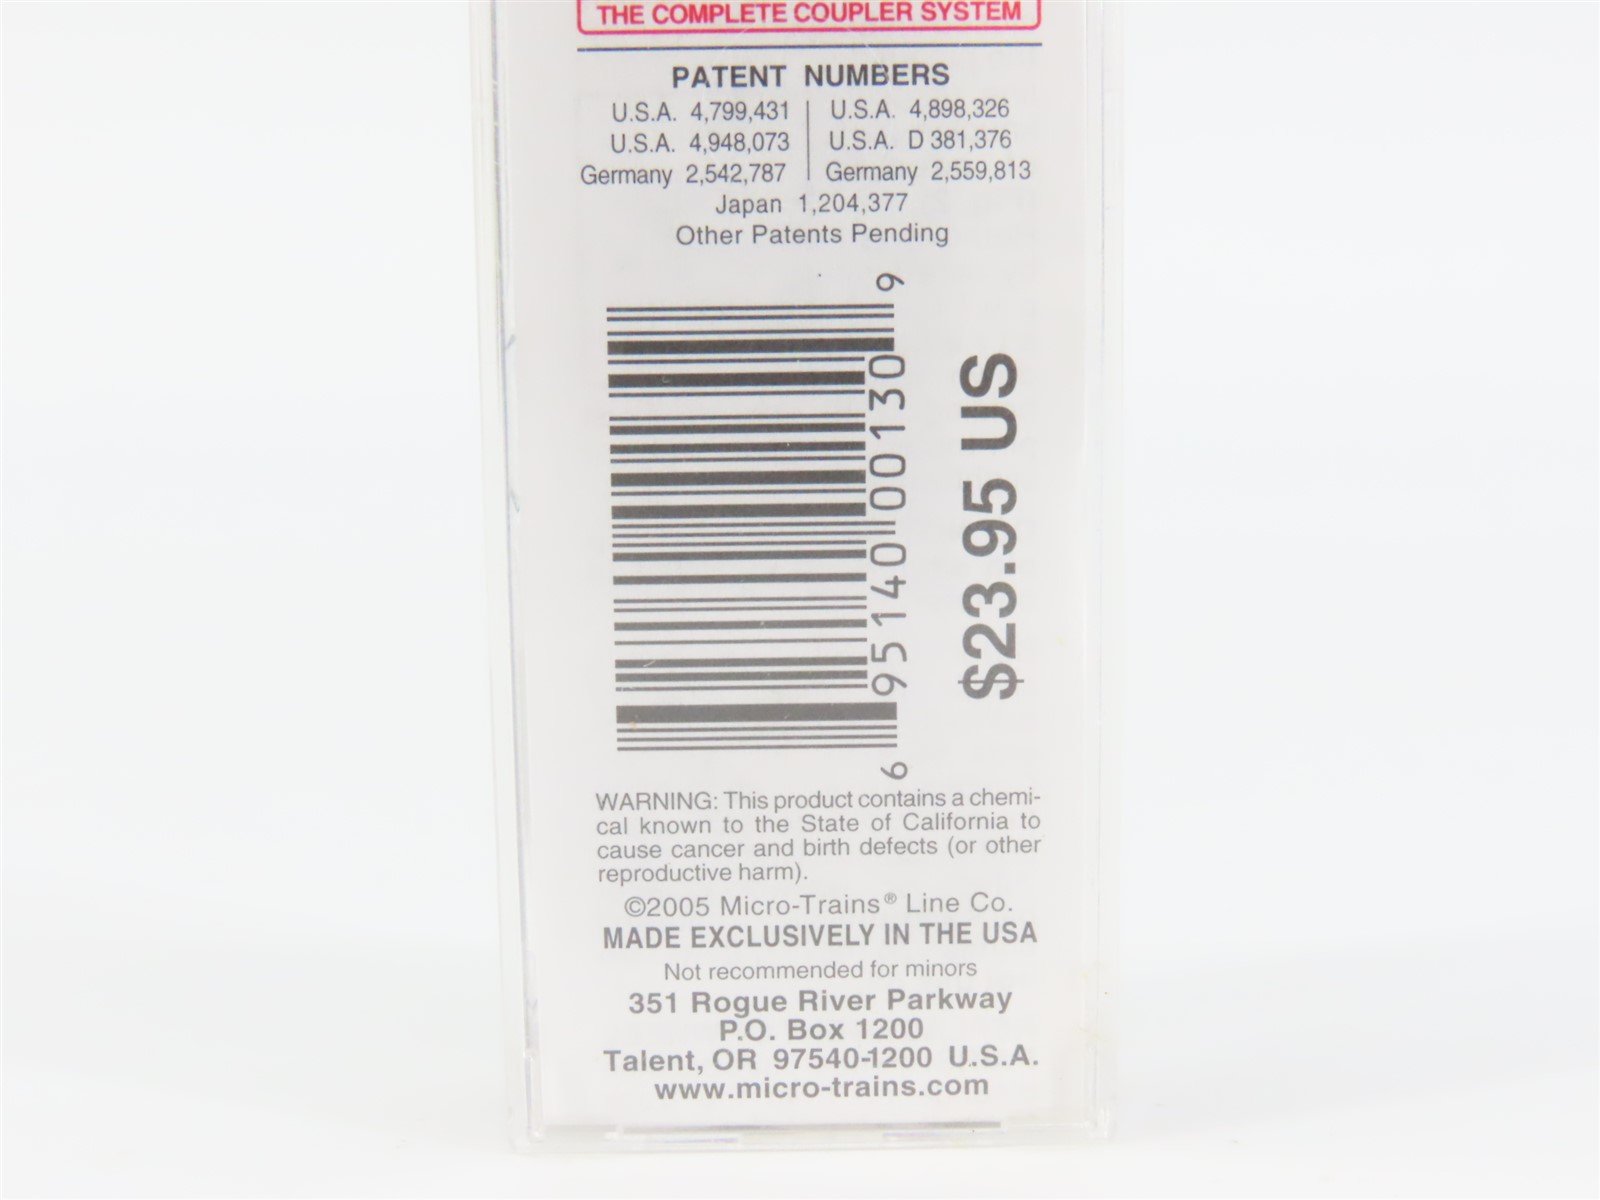 THE COMPLETE COUPLER SYSTEM
PATENT NUMBERS
U.S.A. 4,799,431 U.S.A. 4,898,326
U.S.A. 4,948,073 U.S.A. D 381,376
Germany 2,542,787 Germany 2,559,813
Japan 1,204,377
Other Patents Pending
6 95140 00130 9
$23.95 US
WARNING: This product contains a chemi-
cal known to the State of California to
cause cancer and birth defects (or other
reproductive harm).
©2005 Micro-Trains® Line Co.
MADE EXCLUSIVELY IN THE USA
Not recommended for minors
351 Rogue River Parkway
P.O. Box 1200
Talent, OR 97540-1200 U.S.A.
www.micro-trains.com